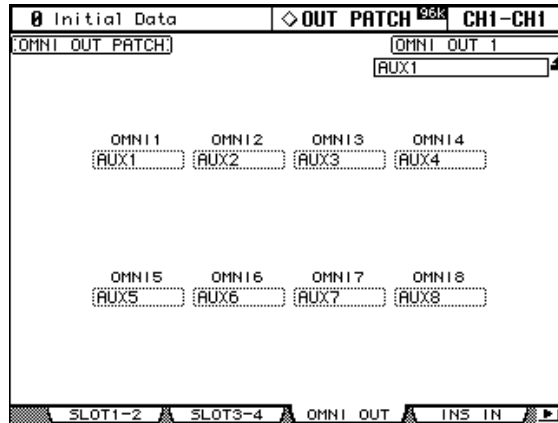 0 Initial Data ◇OUT PATCH 96K CH1-CH1
OMNI OUT PATCH OMNI OUT 1
AUX1
OMNI1 OMNI2 OMNI3 OMNI4
AUX1 AUX2 AUX3 AUX4
OMNI5 OMNI6 OMNI7 OMNI8
AUX5 AUX6 AUX7 AUX8
SLOT1-2 SLOT3-4 OMNI OUT INS IN